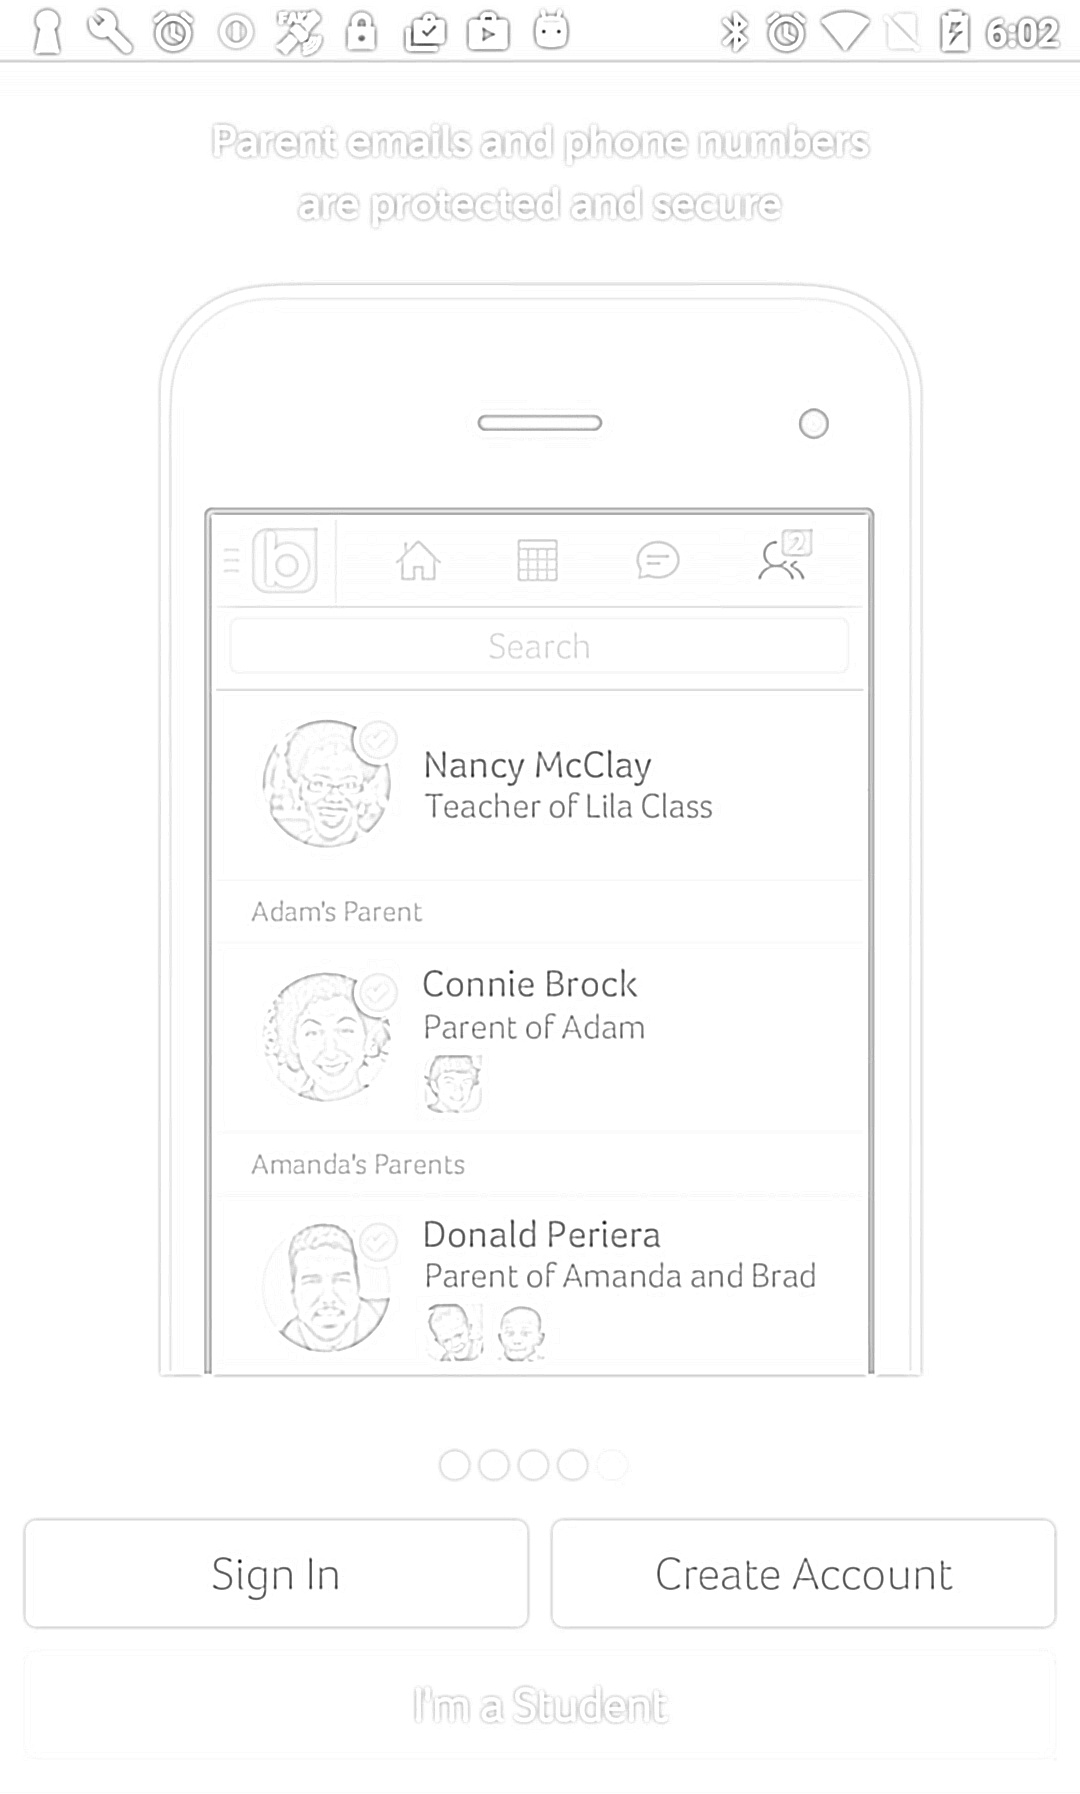 FAKE
6:02
Parent emails and phone numbers
are protected and secure
b
2
Search
Nancy McClay
Teacher of Lila Class
Adam's Parent
Connie Brock
Parent of Adam
Amanda's Parents
Donald Periera
Parent of Amanda and Brad
Sign In
Create Account
I'm a Student